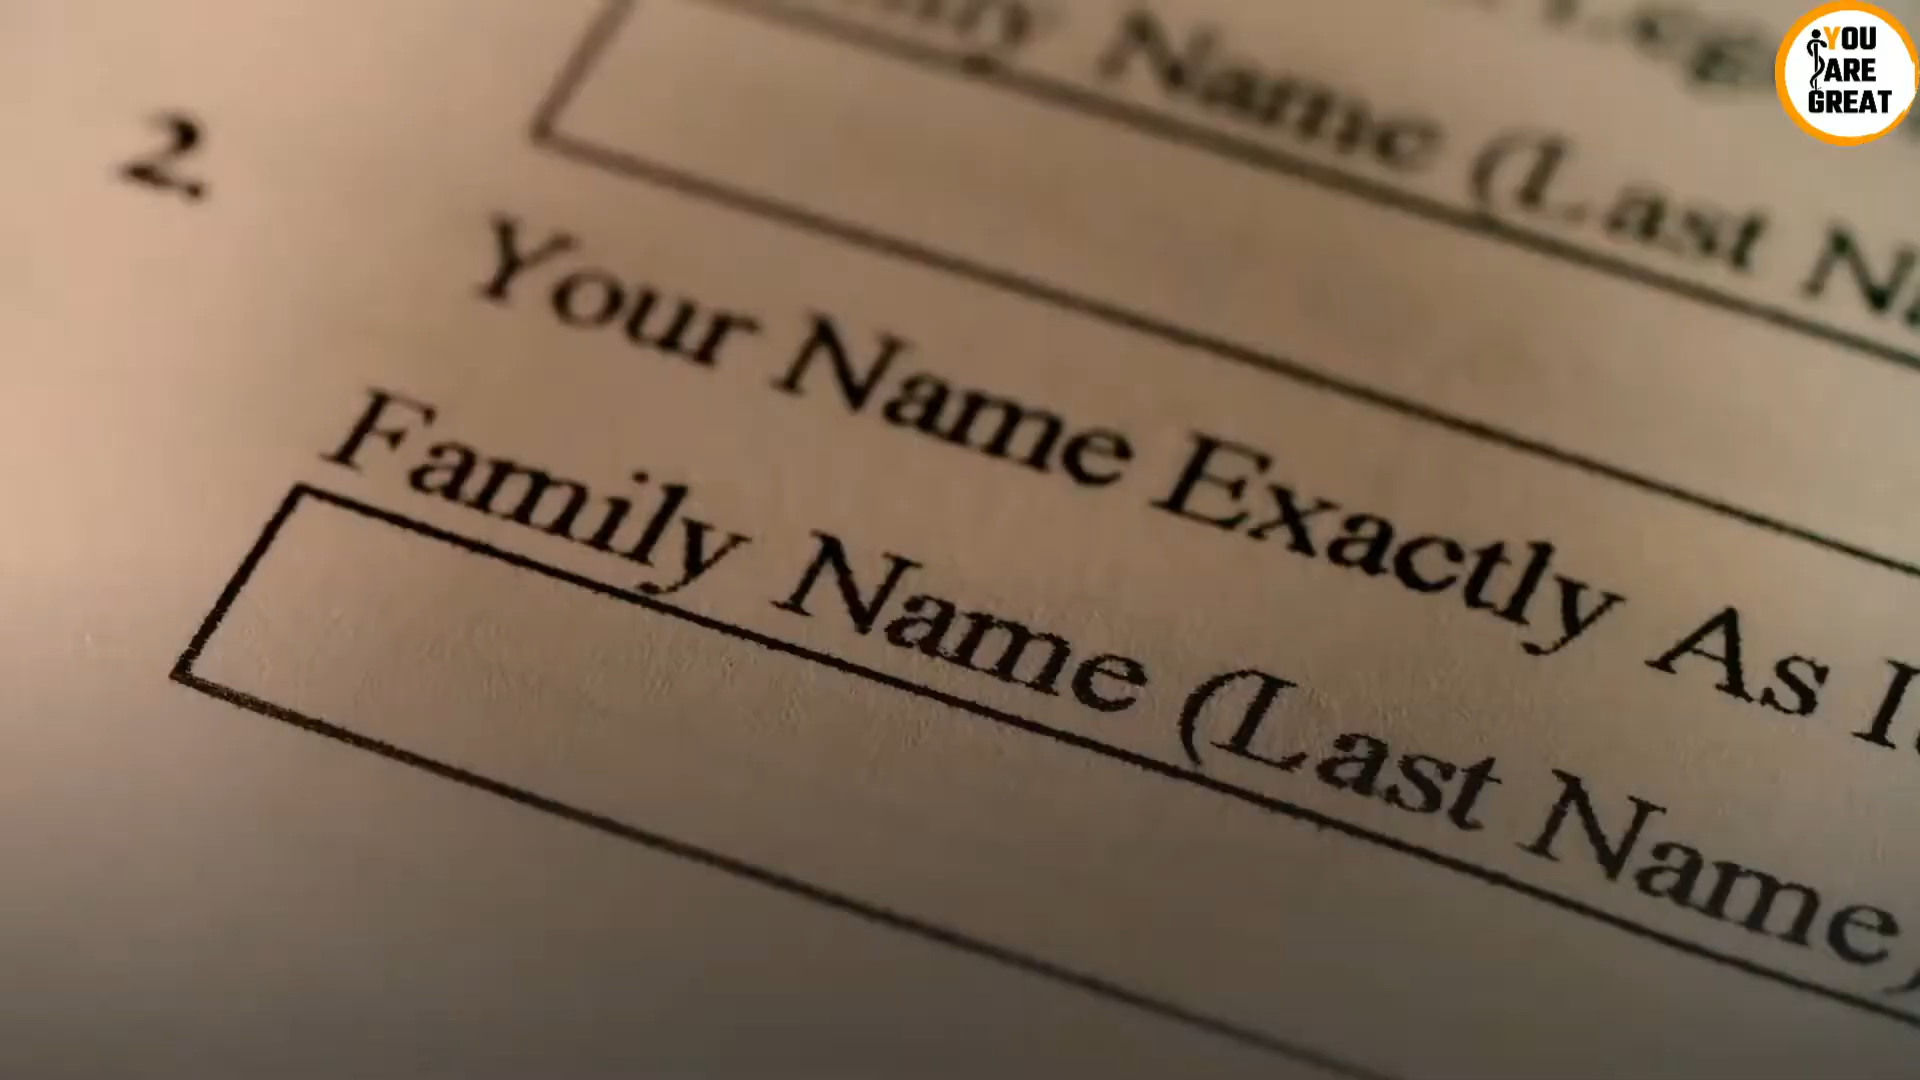 Name (Last
2.
Your Name Exactly As
Family Name (Last Name)
YOU
ARE
GREAT